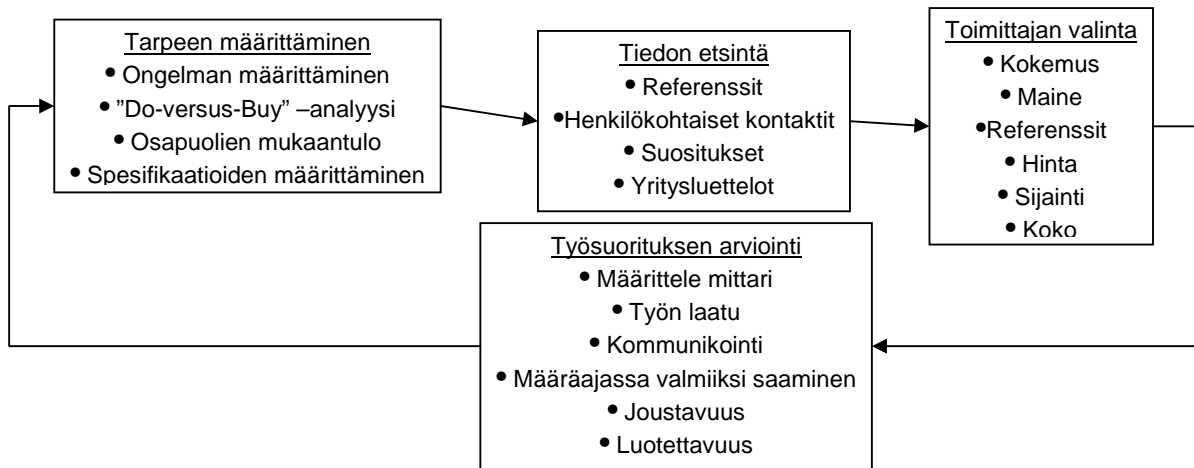 Tarpeen määrittäminen
• Ongelman määrittäminen
• ”Do-versus-Buy” –analyysi
• Osapuolien mukaantulo
• Spesifikaatioiden määrittäminen
Tiedon etsintä
• Referenssit
•Henkilökohtaiset kontaktit
• Suositukset
• Yritysluettelot
Toimittajan valinta
• Kokemus
• Maine
•Referenssit
• Hinta
• Sijainti
• Koko
Työsuorituksen arviointi
• Määrittele mittari
• Työn laatu
• Kommunikointi
• Määräajassa valmiiksi saaminen
• Joustavuus
• Luotettavuus